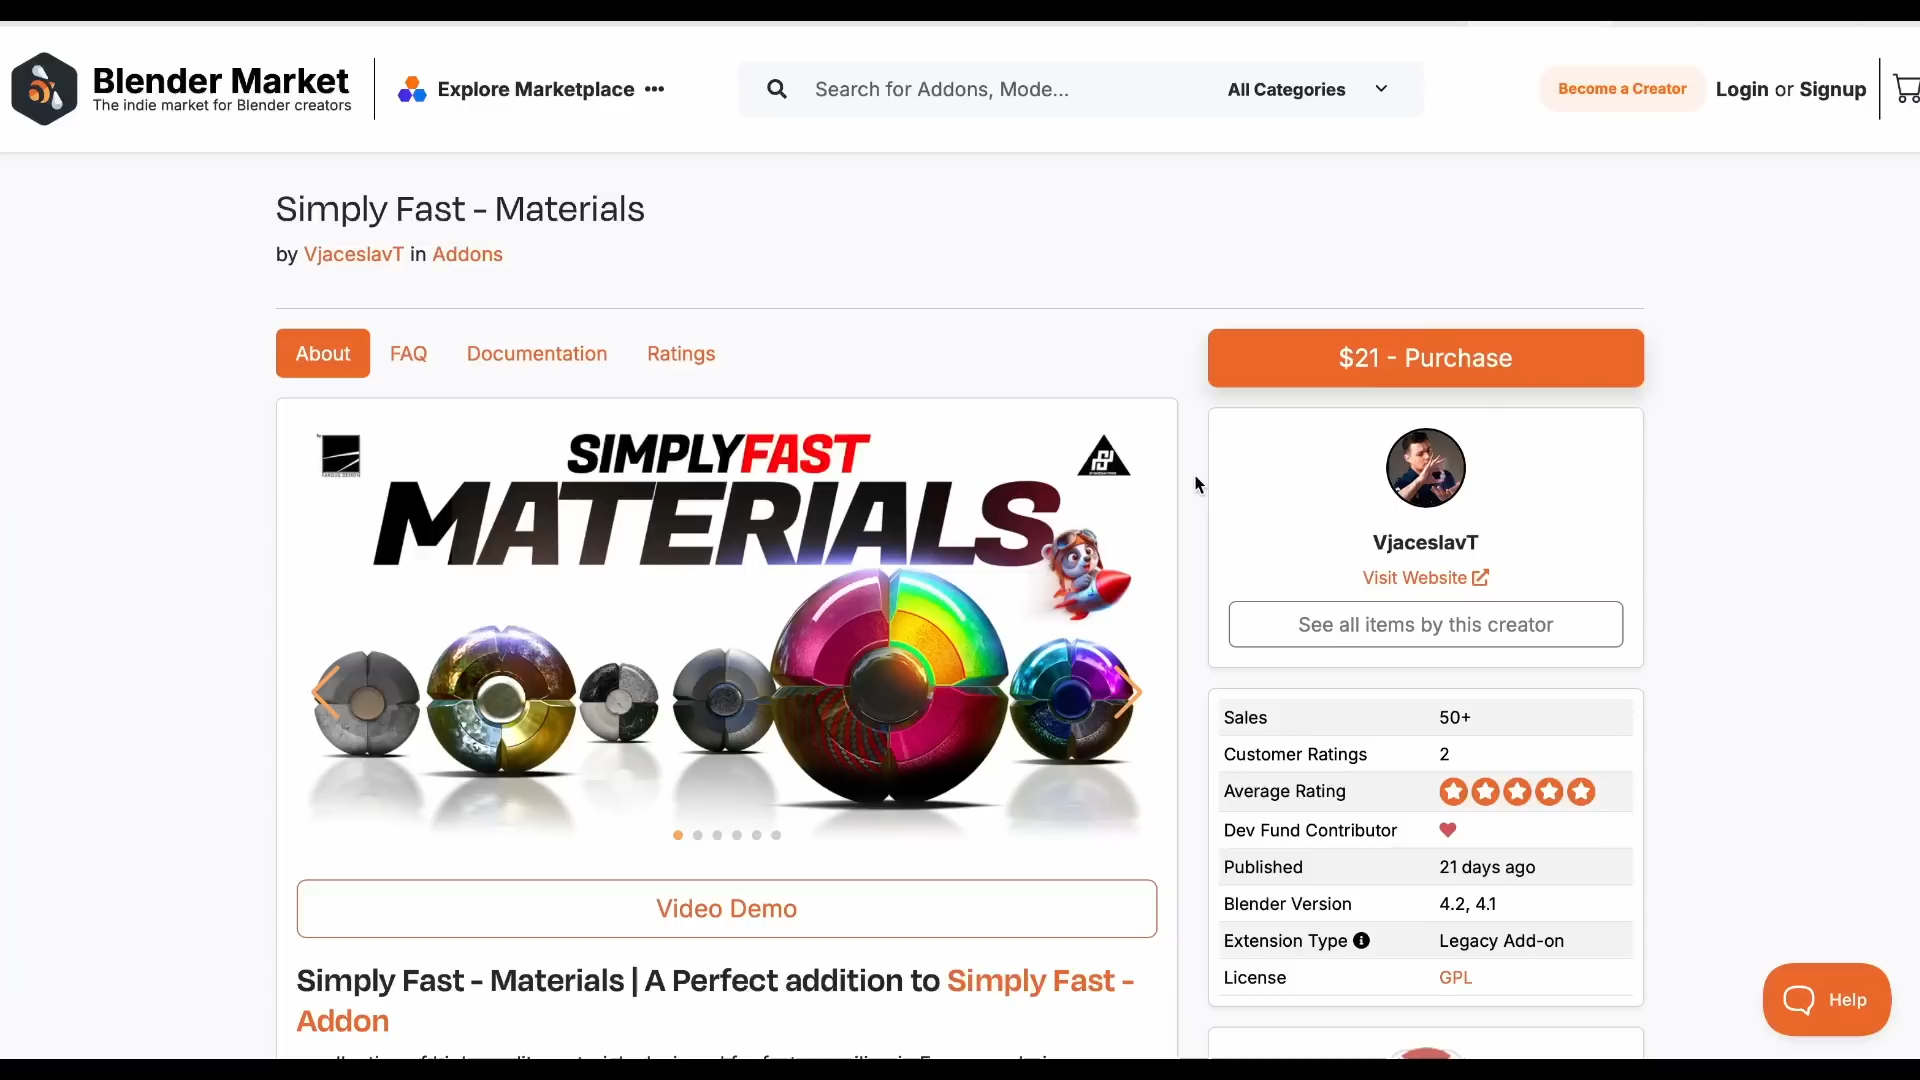 Blender Market
The indie market for Blender creators
Explore Marketplace
Search for Addons, Mode...
All Categories
Become a Creator
Login or Signup
Simply Fast - Materials
by VjaceslavT in Addons
About
FAQ
Documentation
Ratings
$21 - Purchase
SIMPLYFAST
MATERIALS
VjaceslavT
Visit Website
See all items by this creator
Sales 50+
Customer Ratings 2
Average Rating
Dev Fund Contributor
Published 21 days ago
Blender Version 4.2, 4.1
Extension Type Legacy Add-on
License GPL
Video Demo
Simply Fast - Materials | A Perfect addition to Simply Fast -
Addon
Help